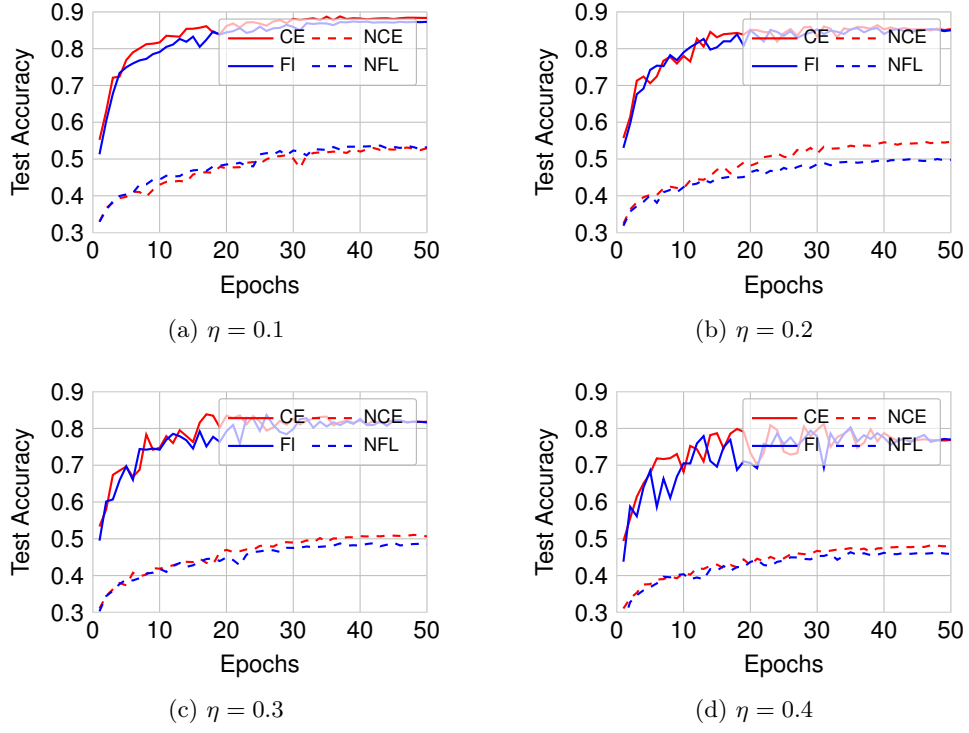 0.9
0.8
0.7
0.6
0.5
0.4
0.3
0 10 20 30 40 50
Test Accuracy
Epochs
CE NCE
FI NFL
(a) η = 0.1
0.9
0.8
0.7
0.6
0.5
0.4
0.3
0 10 20 30 40 50
Test Accuracy
Epochs
CE NCE
FI NFL
(b) η = 0.2
0.9
0.8
0.7
0.6
0.5
0.4
0.3
0 10 20 30 40 50
Test Accuracy
Epochs
CE NCE
FI NFL
(c) η = 0.3
0.9
0.8
0.7
0.6
0.5
0.4
0.3
0 10 20 30 40 50
Test Accuracy
Epochs
CE NCE
FI NFL
(d) η = 0.4